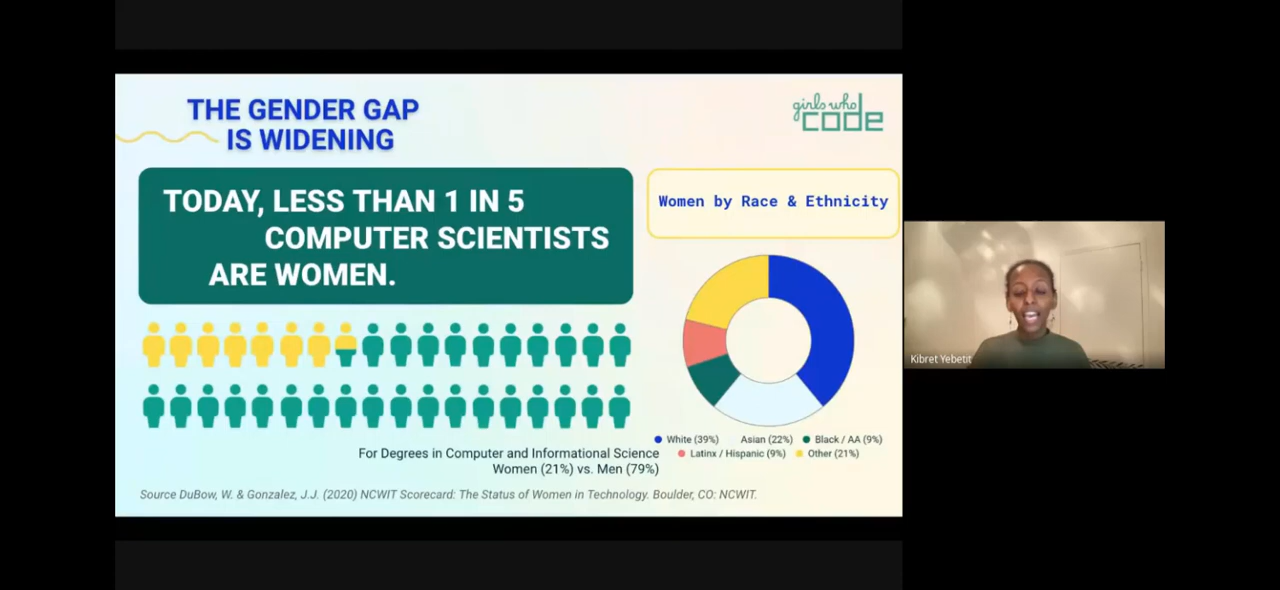 THE GENDER GAP
IS WIDENING
girls who
code
TODAY, LESS THAN 1 IN 5
COMPUTER SCIENTISTS
ARE WOMEN.
Women by Race & Ethnicity
White (39%) Asian (22%) Black / AA (9%)
Latinx / Hispanic (9%) Other (21%)
For Degrees in Computer and Informational Science
Women (21%) vs. Men (79%)
Source DuBow, W. & Gonzalez, J.J. (2020) NCWIT Scorecard: The Status of Women in Technology. Boulder, CO: NCWIT.
Kibret Yebetit